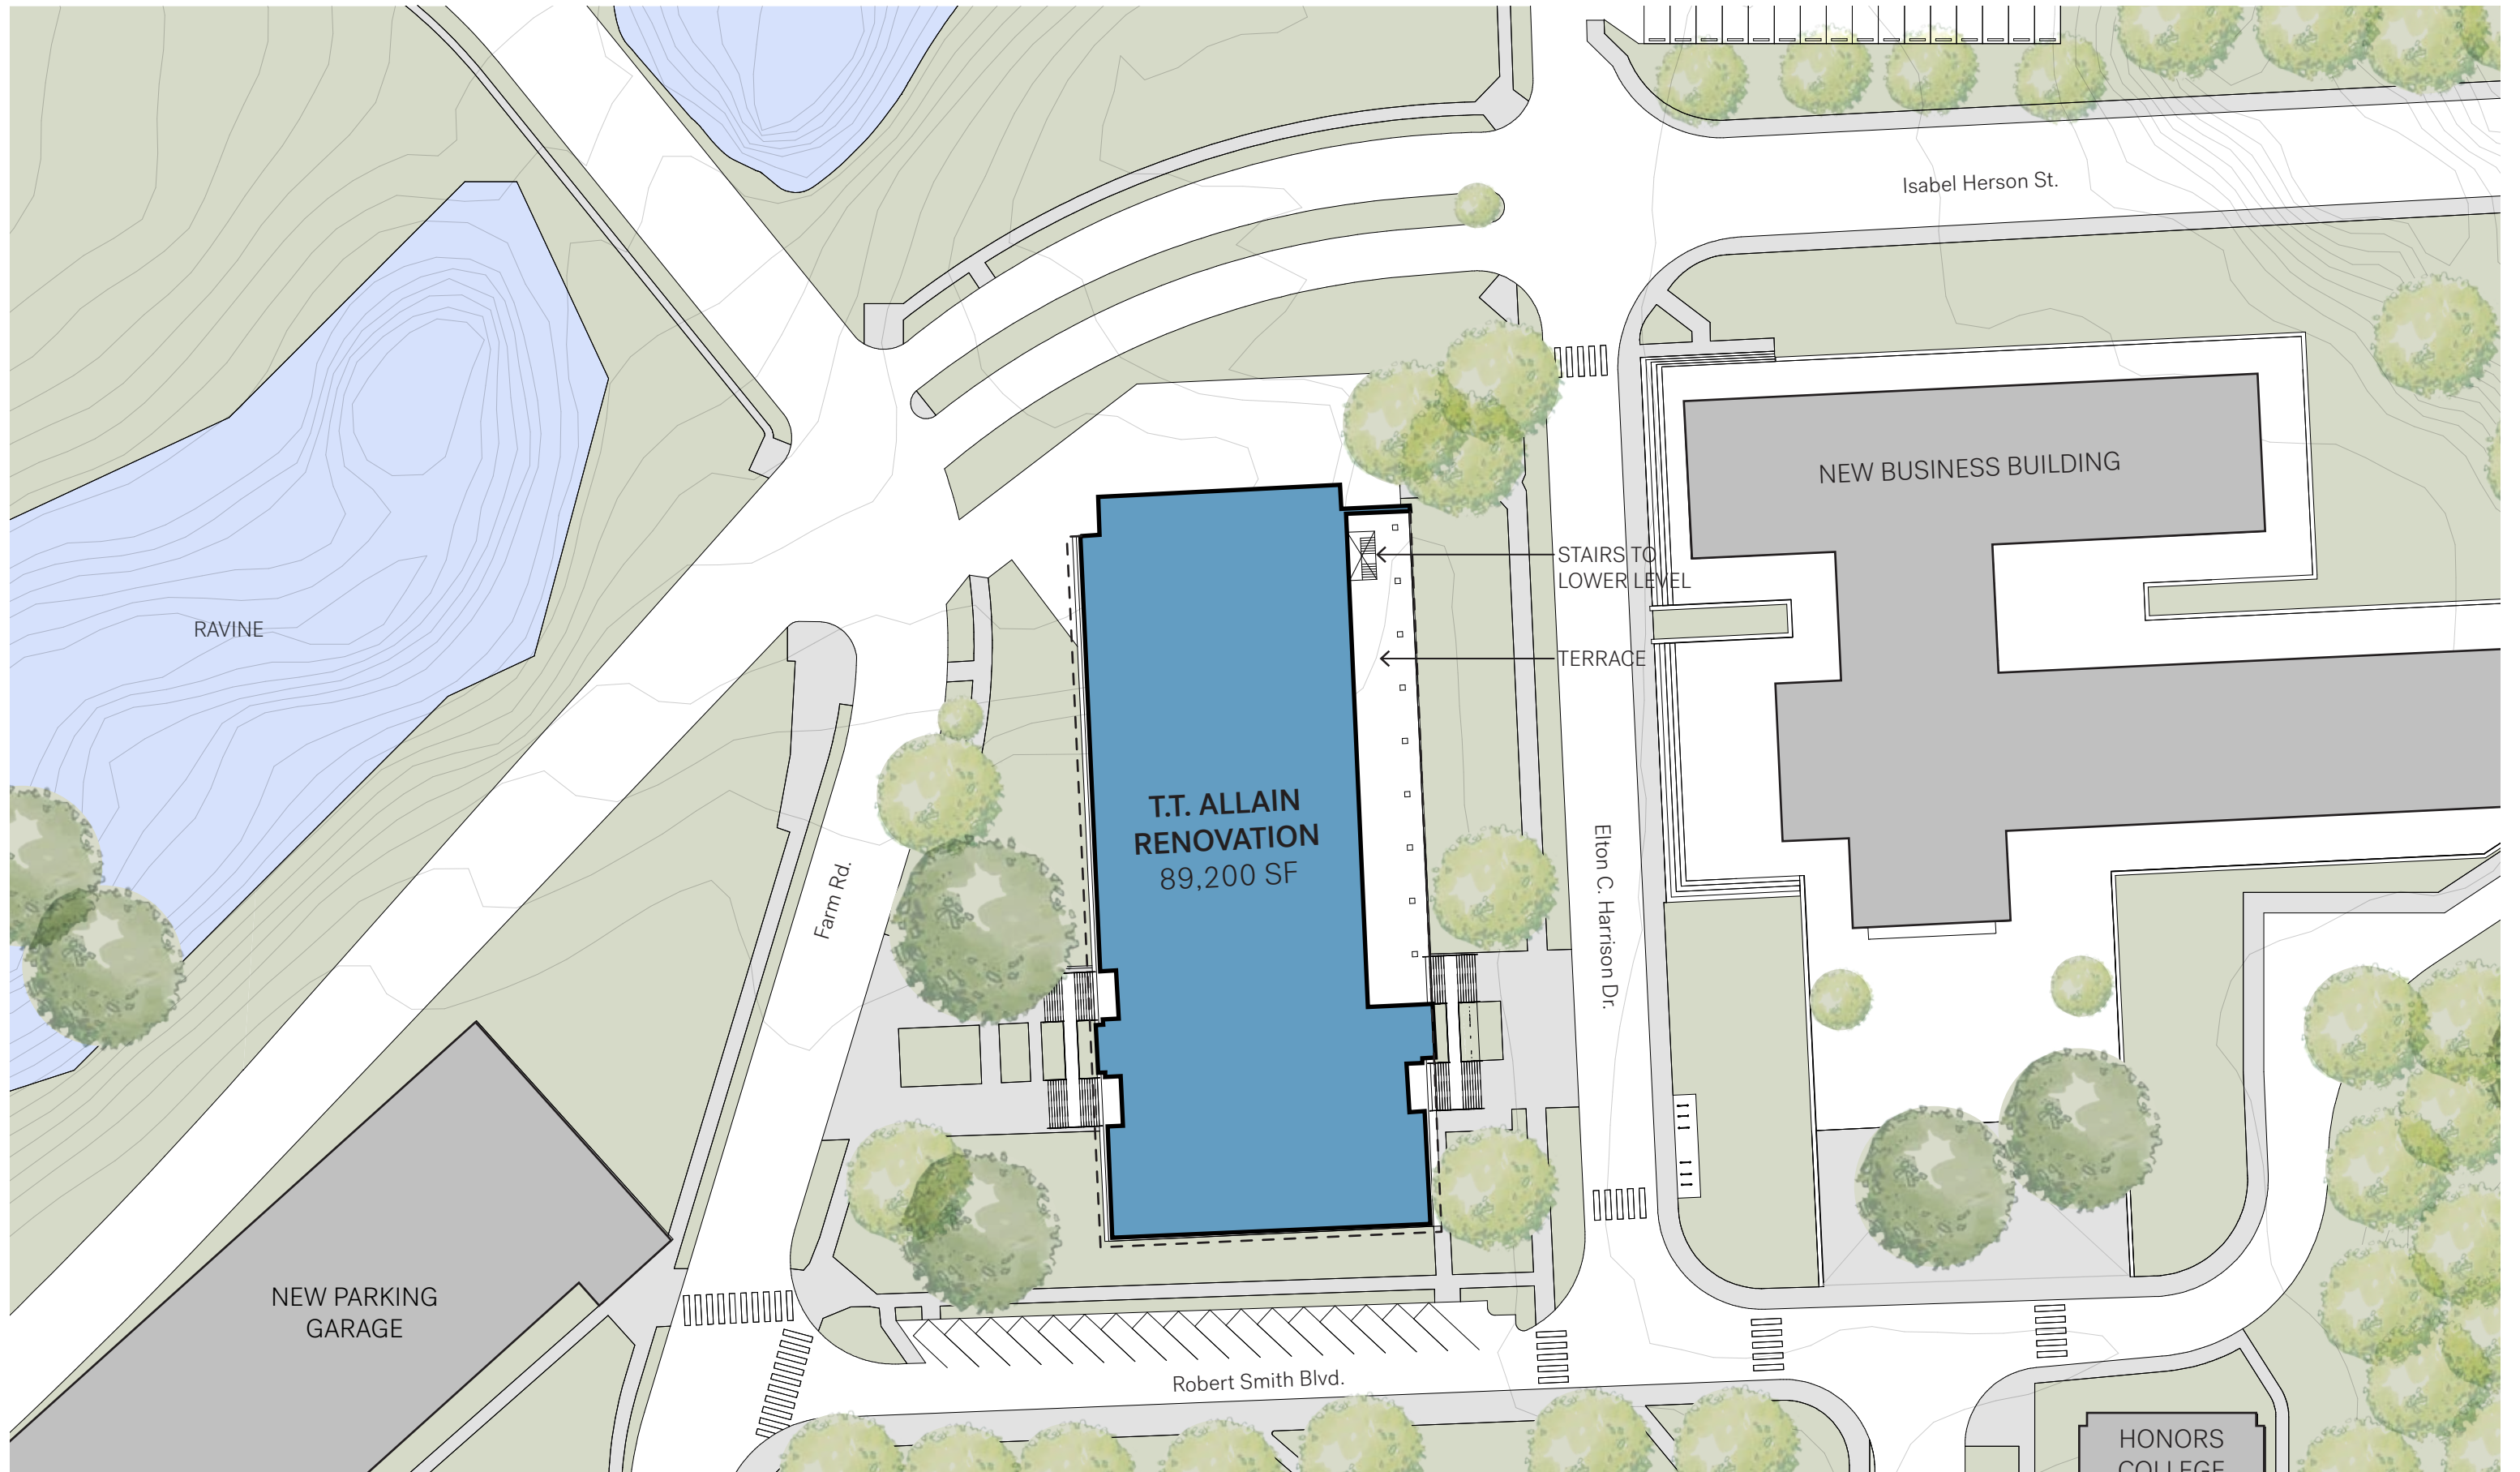 Isabel Herson St.
NEW BUSINESS BUILDING
STAIRS TO
LOWER LEVEL
RAVINE
TERRACE
T.T. ALLAIN
RENOVATION
89,200 SF
Farm Rd.
Elton C. Harrison Dr.
NEW PARKING
GARAGE
Robert Smith Blvd.
HONORS
COLLEGE